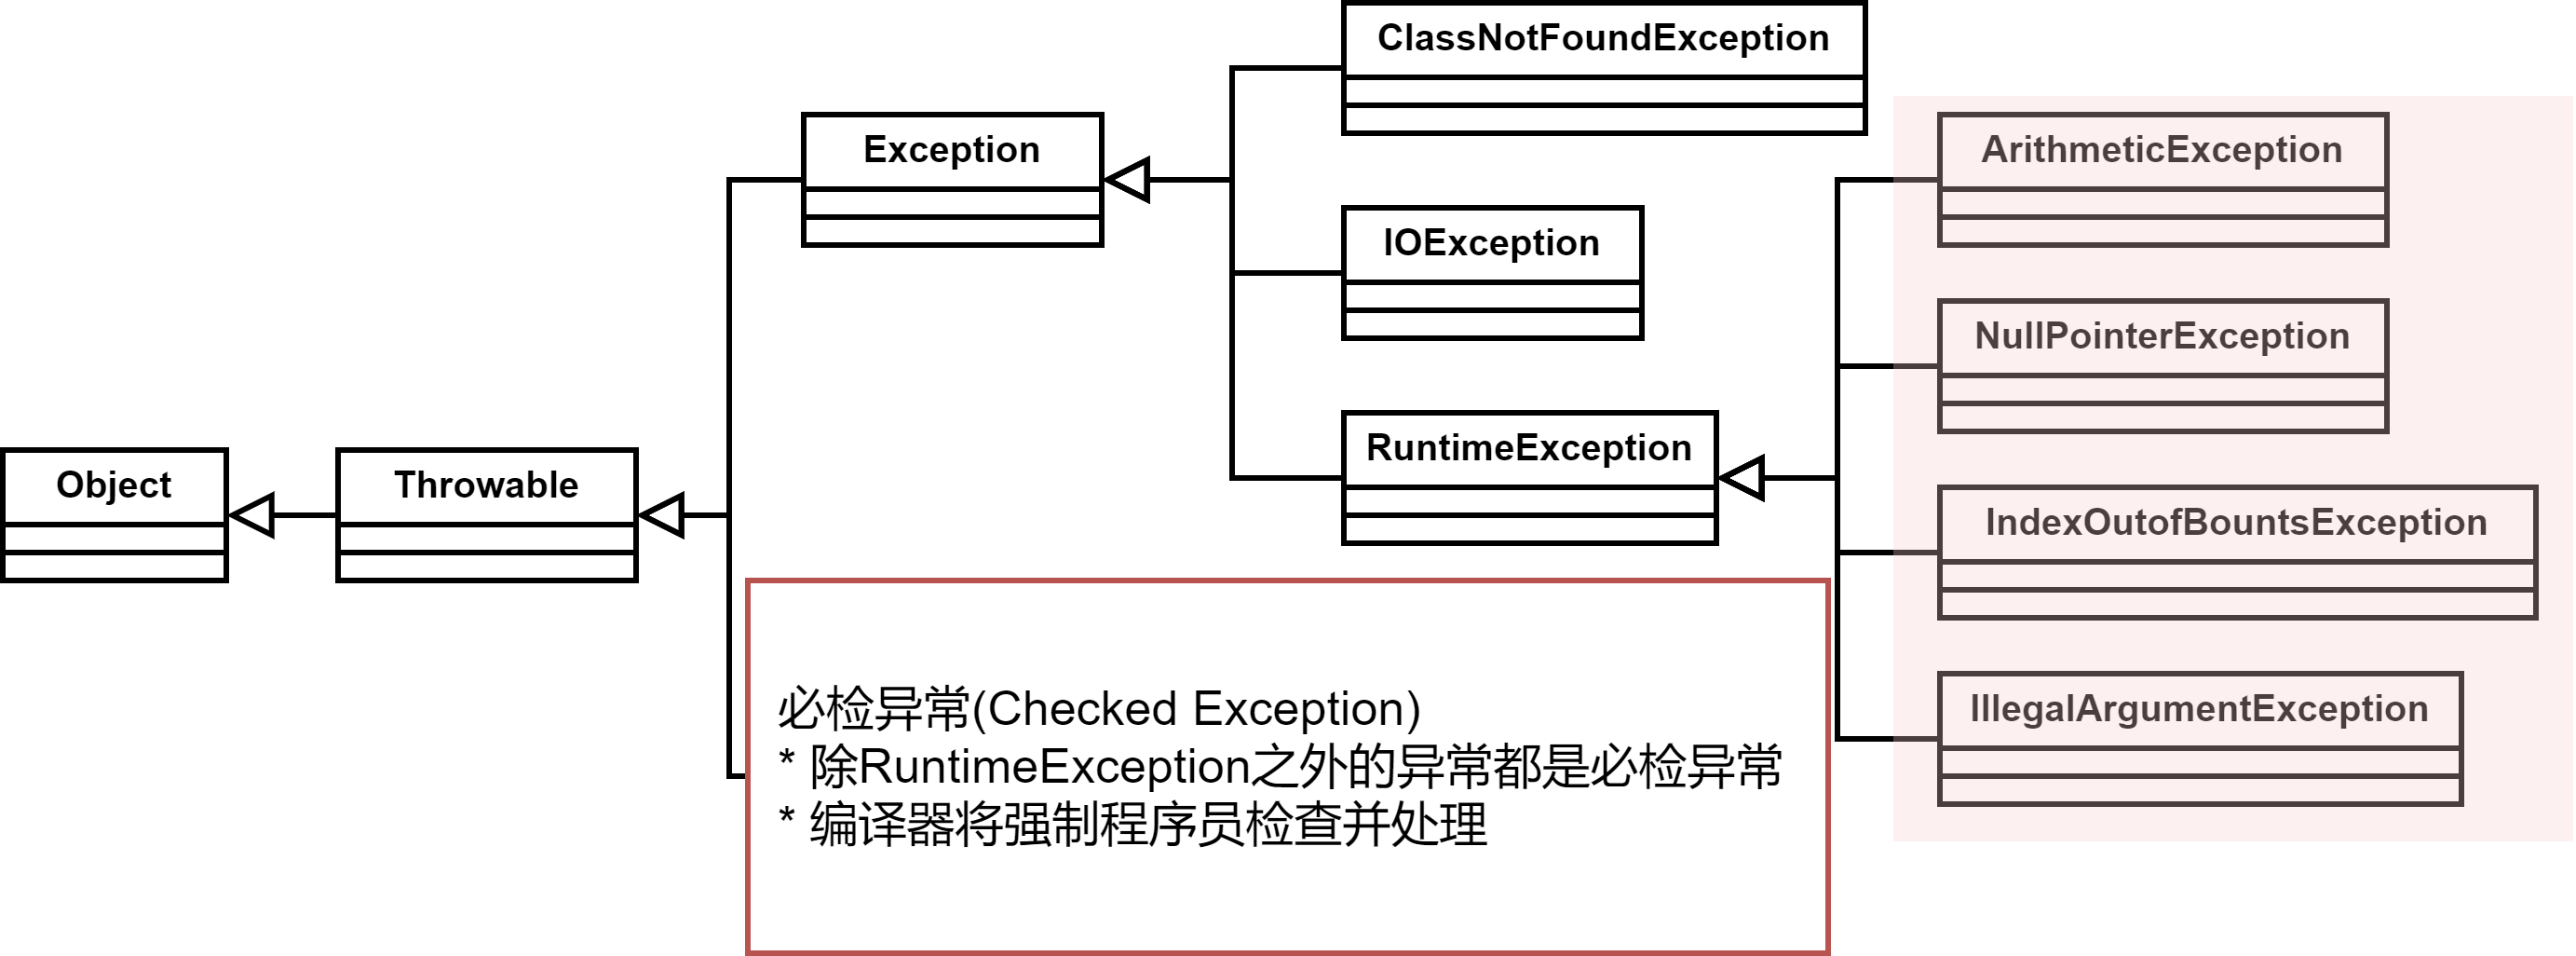 ClassNotFoundException
Exception
ArithmeticException
IOException
NullPointerException
RuntimeException
Object
Throwable
IndexOutofBountsException
IllegalArgumentException
必检异常(Checked Exception)
* 除RuntimeException之外的异常都是必检异常
* 编译器将强制程序员检查并处理